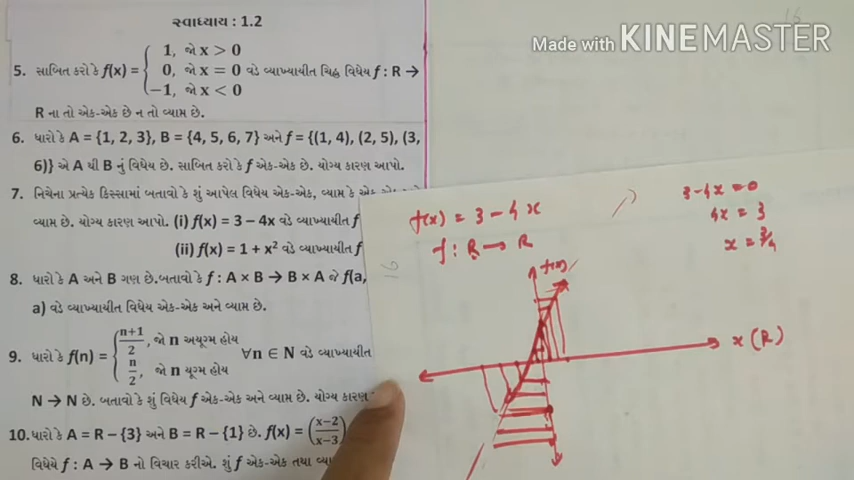 Made with KINEMASTER
સ્વાધ્યાય : 1.2
5. સાબિત કરો કે f(x) = { 1, જો x > 0
0, જો x = 0 વડે વ્યાખ્યાયીત ચિહ્ન વિધેય f : R →
−1, જો x < 0
R ના તો એક-એક છે ન તો વ્યાપ્ત છે.
6. ધારો કે A = {1, 2, 3}, B = {4, 5, 6, 7} અને f = {(1, 4), (2, 5), (3,
6)} એ A થી B નું વિધેય છે. સાબિત કરો કે f એક-એક છે. યોગ્ય કારણ આપો.
7. નિચેના પ્રત્યેક કિસ્સામાં બતાવો કે શું આપેલ વિધેય એક-એક, વ્યાપ્ત કે
વ્યાપ્ત છે. યોગ્ય કારણ આપો. (i) f(x) = 3 − 4x વડે વ્યાખ્યાયીત f
(ii) f(x) = 1 + x² વડે વ્યાખ્યાયીત f
8. ધારો કે A અને B ગણ છે. બતાવો કે f : A × B → B × A જે f(a,
a) વડે વ્યાખ્યાયીત વિધેય એક-એક અને વ્યાપ્ત છે.
9. ધારો કે f(n) = { n+1/2, જો n અયૂગ્મ હોય
n/2, જો n યૂગ્મ હોય ∀n ∈ N વડે વ્યાખ્યાયીત
N → N છે. બતાવો કે શું વિધેય f એક-એક અને વ્યાપ્ત છે. યોગ્ય કારણ
10. ધારો કે A = R − {3} અને B = R − {1} છે. f(x) = (x−2/x−3)
વિધેયે f : A → B નો વિચાર કરીએ. શું f એક-એક તથા
f(x) = 3 − 4x
f : R → R
3 − 4x = 0
4x = 3
x = 3/4
f(x)
x (R)
16